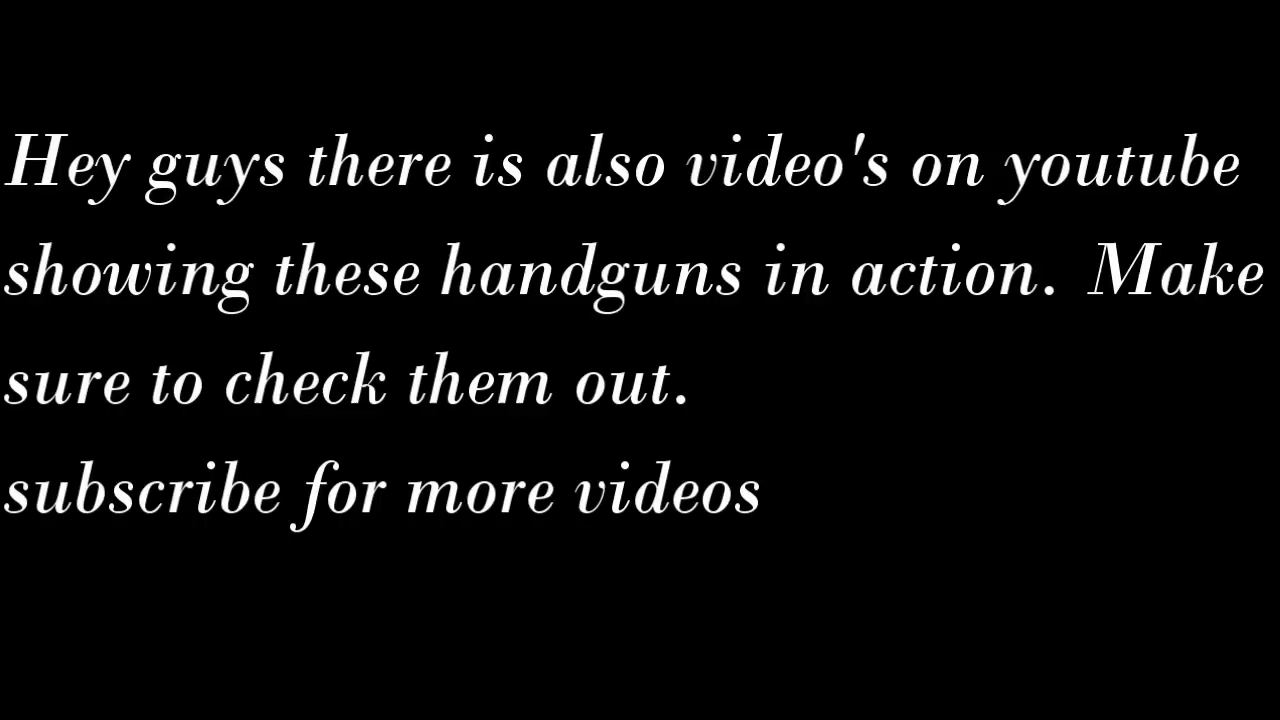 Hey guys there is also video's on youtube
showing these handguns in action. Make
sure to check them out.
subscribe for more videos